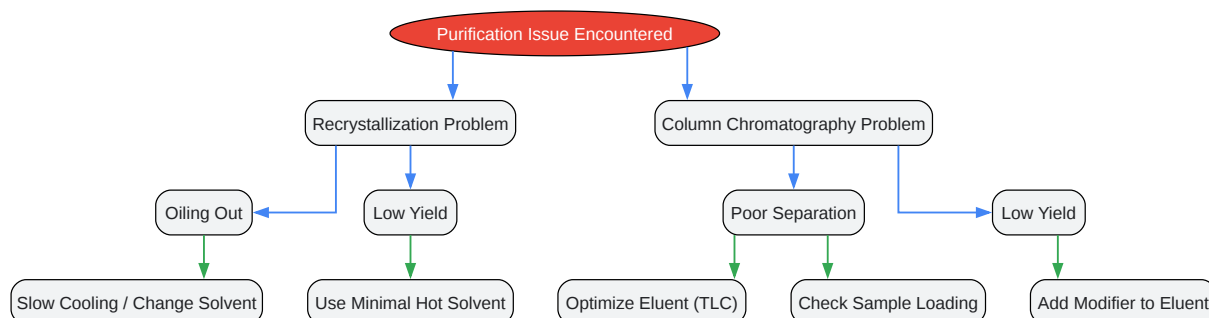 Purification Issue Encountered
Recrystallization Problem
Column Chromatography Problem
Oiling Out
Low Yield
Poor Separation
Low Yield
Slow Cooling / Change Solvent
Use Minimal Hot Solvent
Optimize Eluent (TLC)
Check Sample Loading
Add Modifier to Eluent